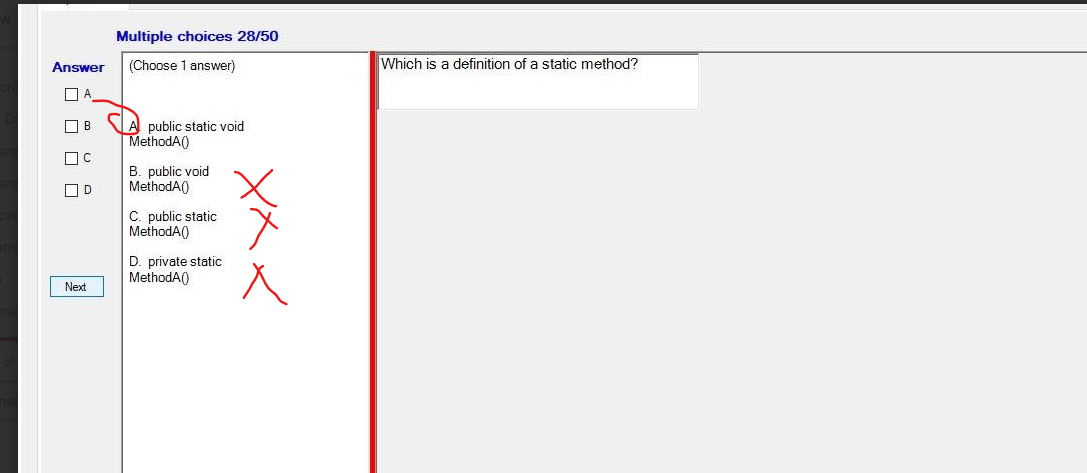 Multiple choices 28/50
Answer
(Choose 1 answer)
Which is a definition of a static method?
A
B
C
D
A. public static void
MethodA()
B. public void
MethodA()
C. public static
MethodA()
D. private static
MethodA()
Next